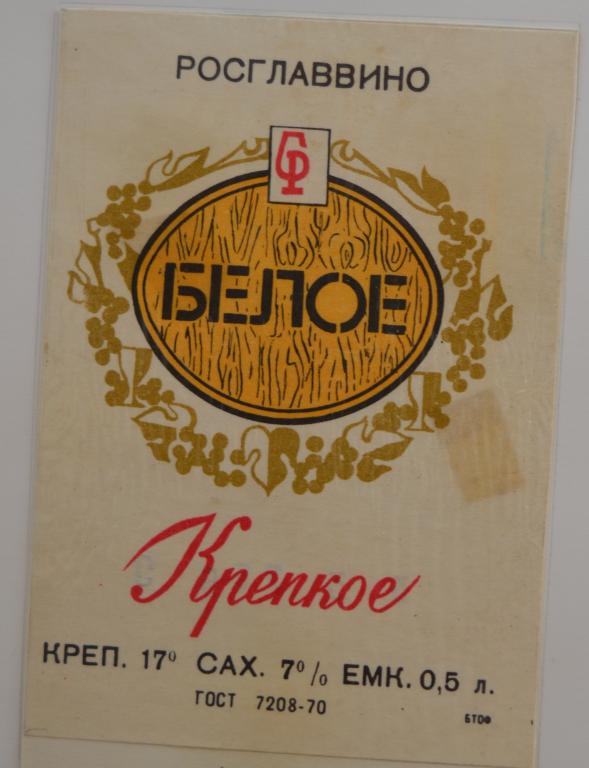 РОСГЛАВВИНО
БЕЛОЕ
Крепкое
КРЕП. 17° САХ. 7% ЕМК. 0,5 л.
ГОСТ 7208-70
БТОФ